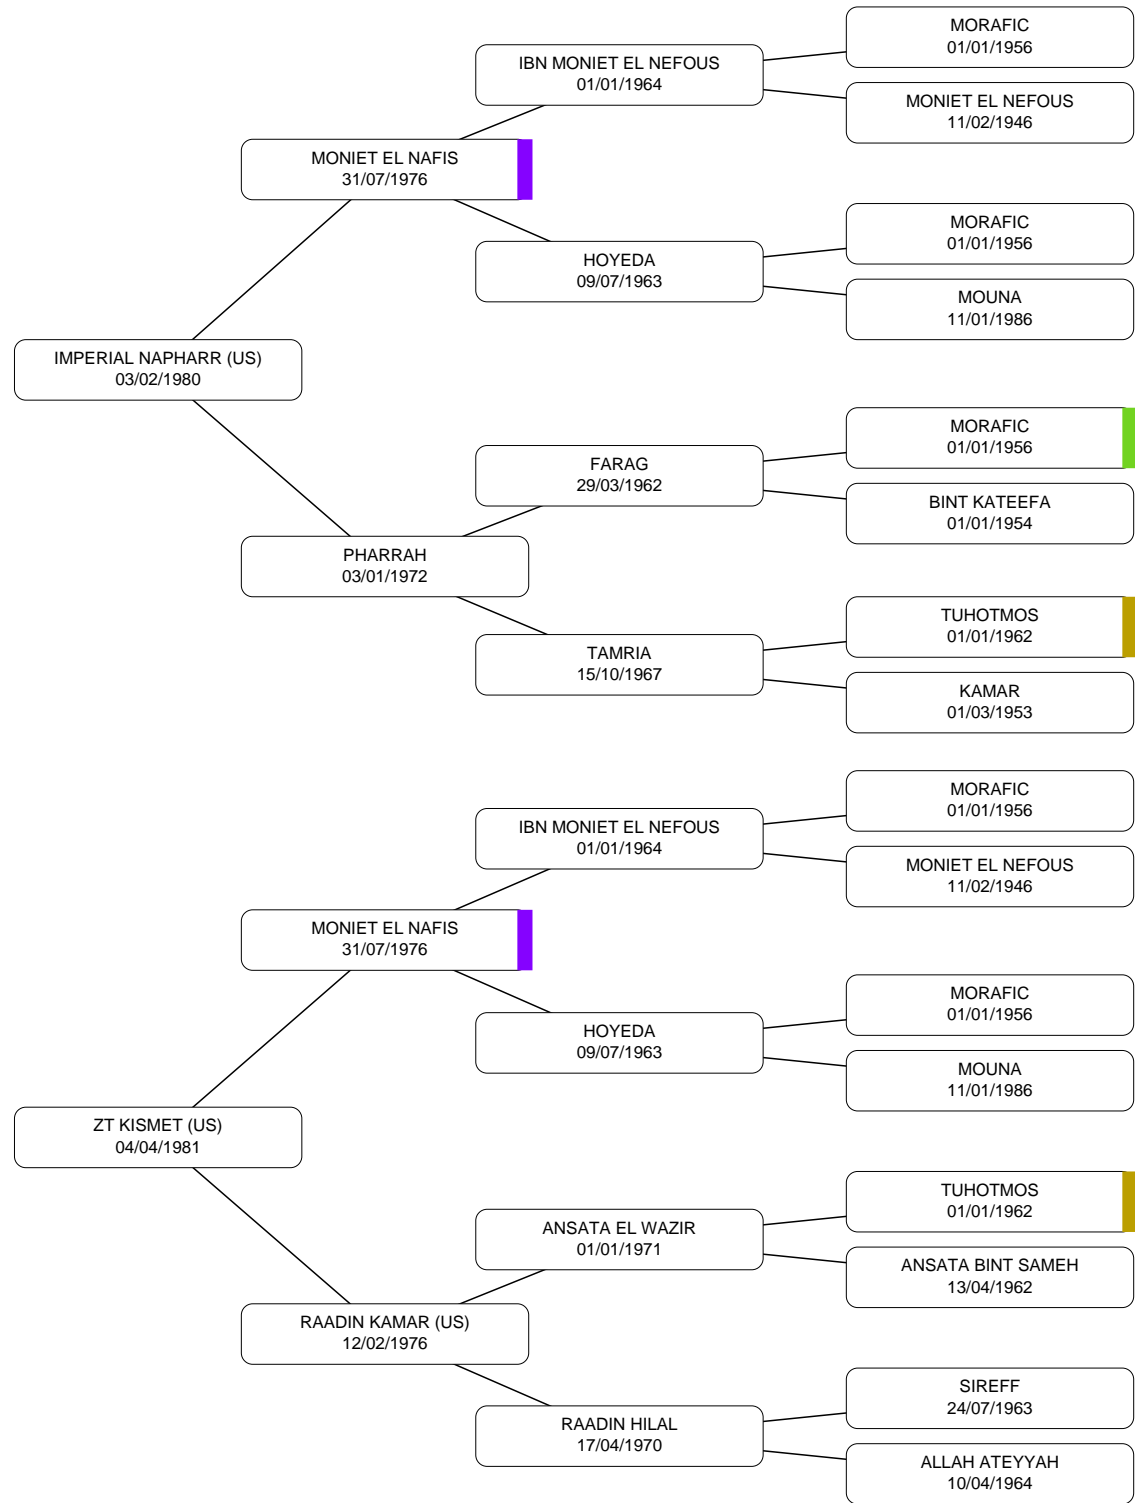 MORAFIC
01/01/1956
IBN MONIET EL NEFOUS
01/01/1964
MONIET EL NEFOUS
11/02/1946
MONIET EL NAFIS
31/07/1976
MORAFIC
01/01/1956
HOYEDA
09/07/1963
MOUNA
11/01/1986
IMPERIAL NAPHARR (US)
03/02/1980
MORAFIC
01/01/1956
FARAG
29/03/1962
BINT KATEEFA
01/01/1954
PHARRAH
03/01/1972
TUHOTMOS
01/01/1962
TAMRIA
15/10/1967
KAMAR
01/03/1953
MORAFIC
01/01/1956
IBN MONIET EL NEFOUS
01/01/1964
MONIET EL NEFOUS
11/02/1946
MONIET EL NAFIS
31/07/1976
MORAFIC
01/01/1956
HOYEDA
09/07/1963
MOUNA
11/01/1986
ZT KISMET (US)
04/04/1981
TUHOTMOS
01/01/1962
ANSATA EL WAZIR
01/01/1971
ANSATA BINT SAMEH
13/04/1962
RAADIN KAMAR (US)
12/02/1976
SIREFF
24/07/1963
RAADIN HILAL
17/04/1970
ALLAH ATEYYAH
10/04/1964